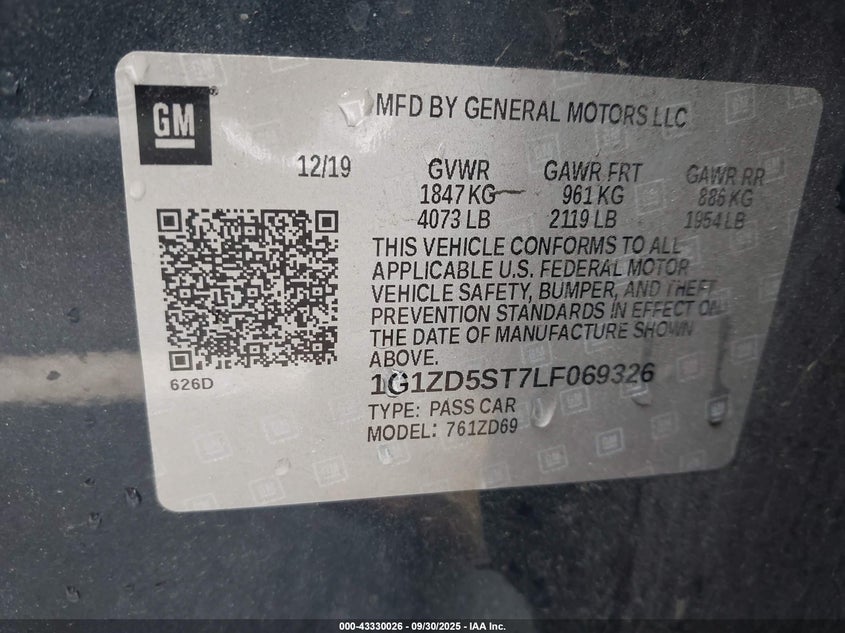 GM
MFD BY GENERAL MOTORS LLC
12/19 GVWR GAWR FRT GAWR RR
1847 KG 961 KG 886 KG
4073 LB 2119 LB 1954 LB
THIS VEHICLE CONFORMS TO ALL
APPLICABLE U.S. FEDERAL MOTOR
VEHICLE SAFETY, BUMPER, AND THEFT
PREVENTION STANDARDS IN EFFECT ON
THE DATE OF MANUFACTURE SHOWN
ABOVE.
626D
1G1ZD5ST7LF069326
TYPE: PASS CAR
MODEL: 761ZD69
000-43330026 - 09/30/2025 - IAA Inc.